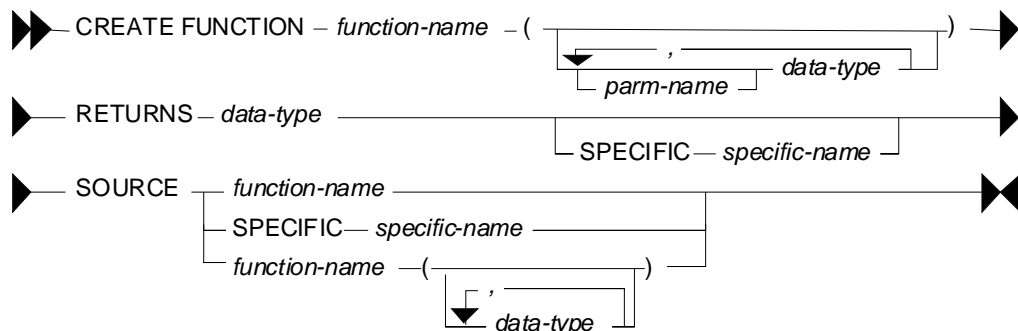 CREATE FUNCTION function-name ( )
,
parm-name data-type
RETURNS data-type
SPECIFIC specific-name
SOURCE function-name
SPECIFIC specific-name
function-name ( )
,
data-type